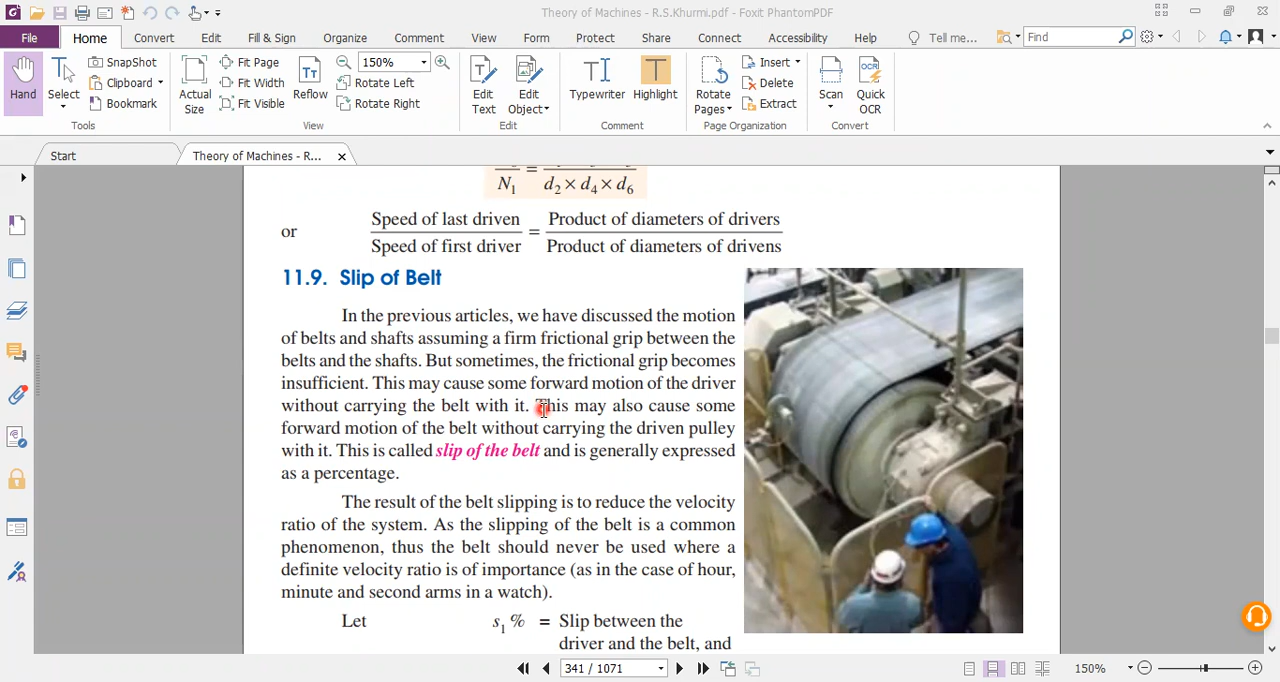 Theory of Machines - R.S.Khurmi.pdf - Foxit PhantomPDF
File Home Convert Edit Fill & Sign Organize Comment View Form Protect Share Connect Accessibility Help Tell me... Find
Hand
Select
SnapShot
Clipboard
Bookmark
Tools
Actual Size
Fit Page
Fit Width
Fit Visible
Reflow
150%
Rotate Left
Rotate Right
View
Edit Text
Edit Object
Edit
Typewriter
Highlight
Comment
Rotate Pages
Insert
Delete
Extract
Page Organization
Scan
Quick OCR
Convert
Start
Theory of Machines - R...
N1 = d2 × d4 × d6
or Speed of last driven / Speed of first driver = Product of diameters of drivers / Product of diameters of drivens
11.9. Slip of Belt
In the previous articles, we have discussed the motion
of belts and shafts assuming a firm frictional grip between the
belts and the shafts. But sometimes, the frictional grip becomes
insufficient. This may cause some forward motion of the driver
without carrying the belt with it. This may also cause some
forward motion of the belt without carrying the driven pulley
with it. This is called slip of the belt and is generally expressed
as a percentage.
The result of the belt slipping is to reduce the velocity
ratio of the system. As the slipping of the belt is a common
phenomenon, thus the belt should never be used where a
definite velocity ratio is of importance (as in the case of hour,
minute and second arms in a watch).
Let s1 % = Slip between the
driver and the belt, and
341 / 1071
150%